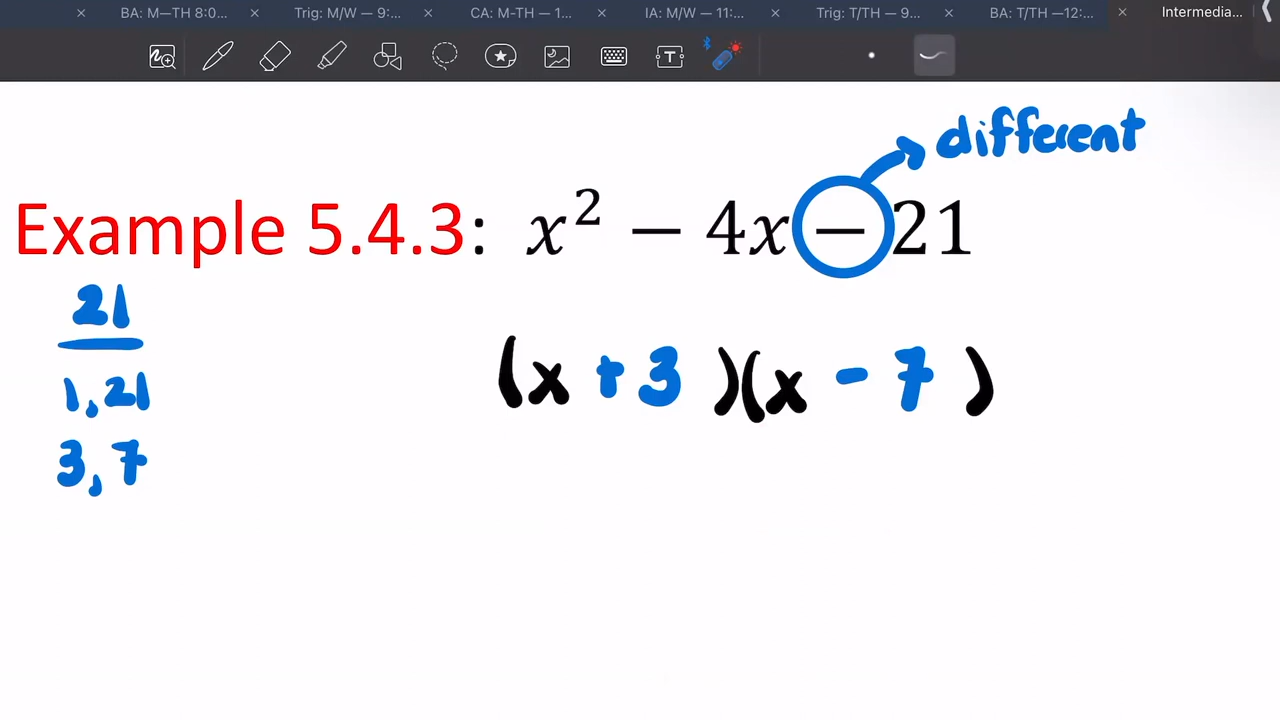 BA: M—TH 8:0... Trig: M/W — 9:... CA: M-TH — 1... IA: M/W — 11:... Trig: T/TH — 9... BA: T/TH —12:... Intermedia...
different
Example 5.4.3: x² − 4x − 21
21
(x + 3 )(x - 7 )
1, 21
3, 7